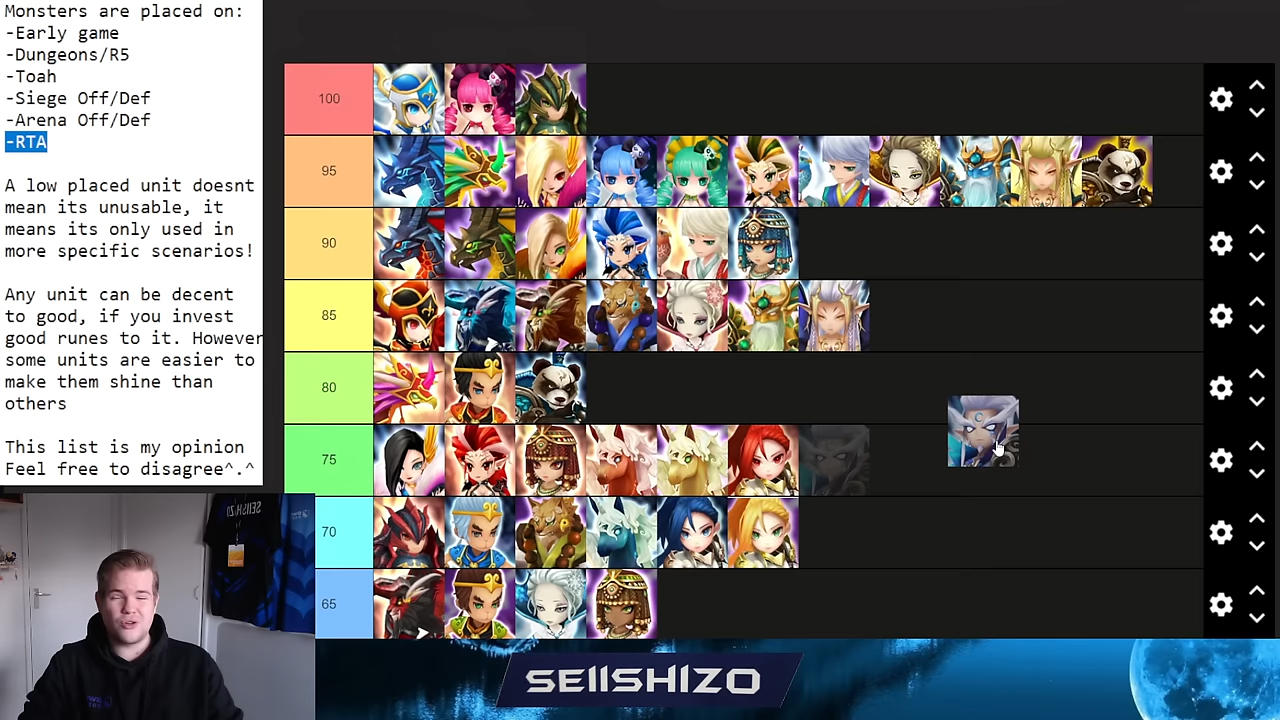 Monsters are placed on:
-Early game
-Dungeons/R5
-Toah
-Siege Off/Def
-Arena Off/Def
-RTA
A low placed unit doesnt
mean its unusable, it
means its only used in
more specific scenarios!
Any unit can be decent
to good, if you invest
good runes to it. However
some units are easier to
make them shine than
others
This list is my opinion
Feel free to disagree^.^
100
95
90
85
80
75
70
65
SEIISHIZO